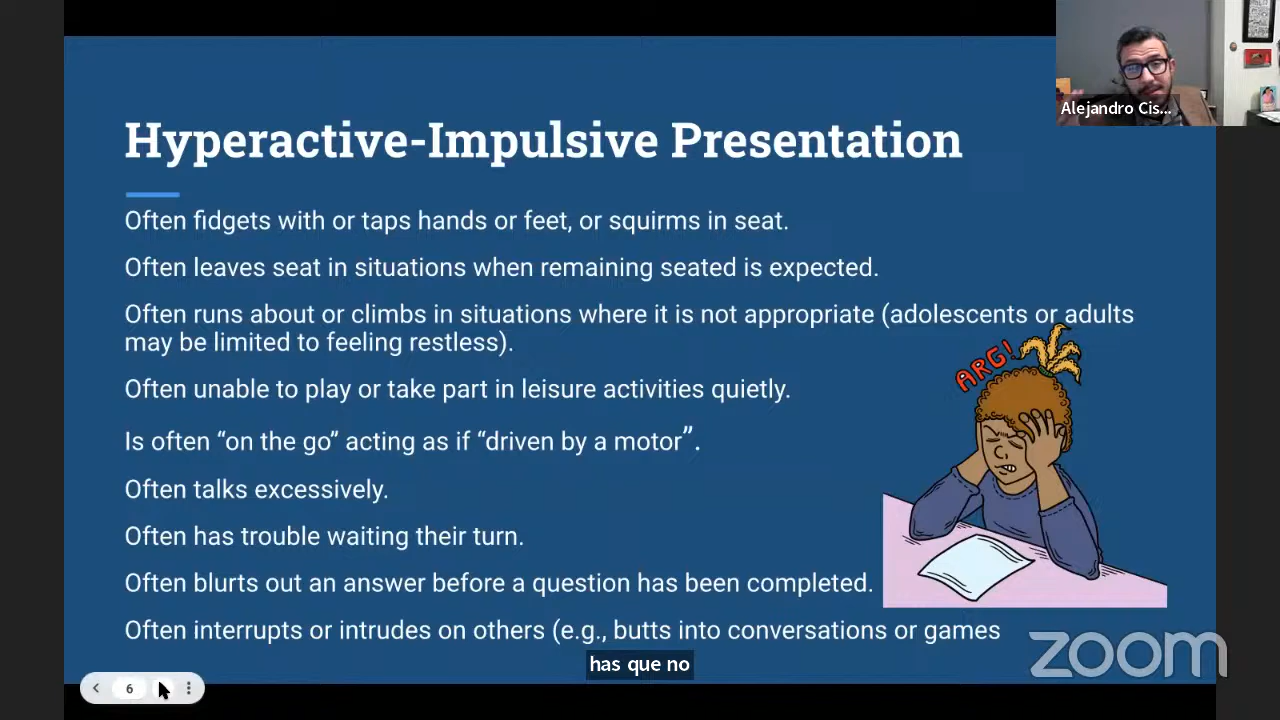 Alejandro Cis...
Hyperactive-Impulsive Presentation
Often fidgets with or taps hands or feet, or squirms in seat.
Often leaves seat in situations when remaining seated is expected.
Often runs about or climbs in situations where it is not appropriate (adolescents or adults
may be limited to feeling restless).
ARG!
Often unable to play or take part in leisure activities quietly.
Is often “on the go” acting as if “driven by a motor”.
Often talks excessively.
Often has trouble waiting their turn.
Often blurts out an answer before a question has been completed.
Often interrupts or intrudes on others (e.g., butts into conversations or games
zoom
has que no
6